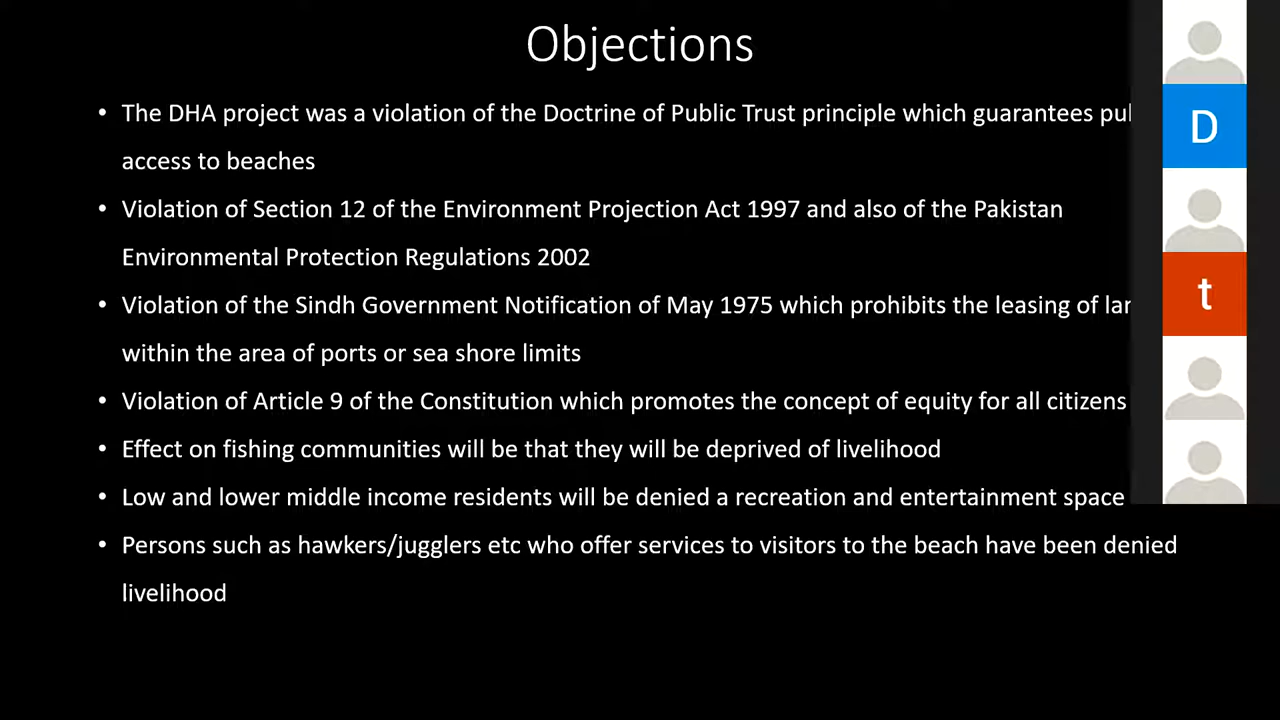 Objections
• The DHA project was a violation of the Doctrine of Public Trust principle which guarantees
access to beaches
• Violation of Section 12 of the Environment Projection Act 1997 and also of the Pakistan
Environmental Protection Regulations 2002
• Violation of the Sindh Government Notification of May 1975 which prohibits the leasing of
within the area of ports or sea shore limits
• Violation of Article 9 of the Constitution which promotes the concept of equity for all citizens
• Effect on fishing communities will be that they will be deprived of livelihood
• Low and lower middle income residents will be denied a recreation and entertainment space
• Persons such as hawkers/jugglers etc who offer services to visitors to the beach have been denied
livelihood
D
t